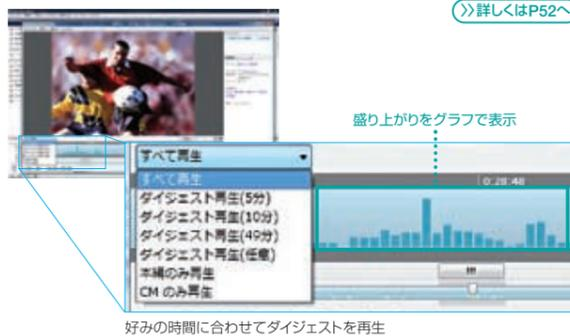 》詳しくはP52へ
盛り上がりをグラフで表示
すべて再生
すべて再生
0:28:48
ダイジェスト再生(5分)
ダイジェスト再生(10分)
ダイジェスト再生(49分)
ダイジェスト再生(任意)
本編のみ再生
CM のみ再生
好みの時間に合わせてダイジェストを再生